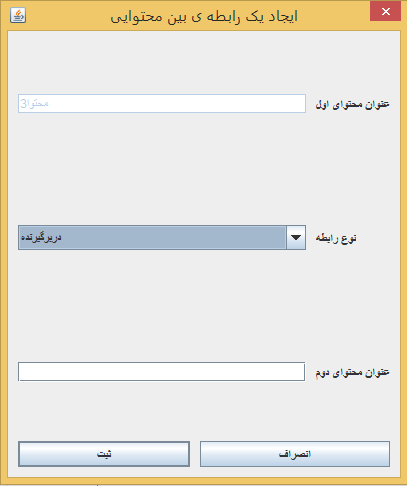 ایجاد یک رابطه ی بین محتوایی
عنوان محتوای اول
محتوا3
نوع رابطه
دربرگیرنده
عنوان محتوای دوم
انصراف
ثبت